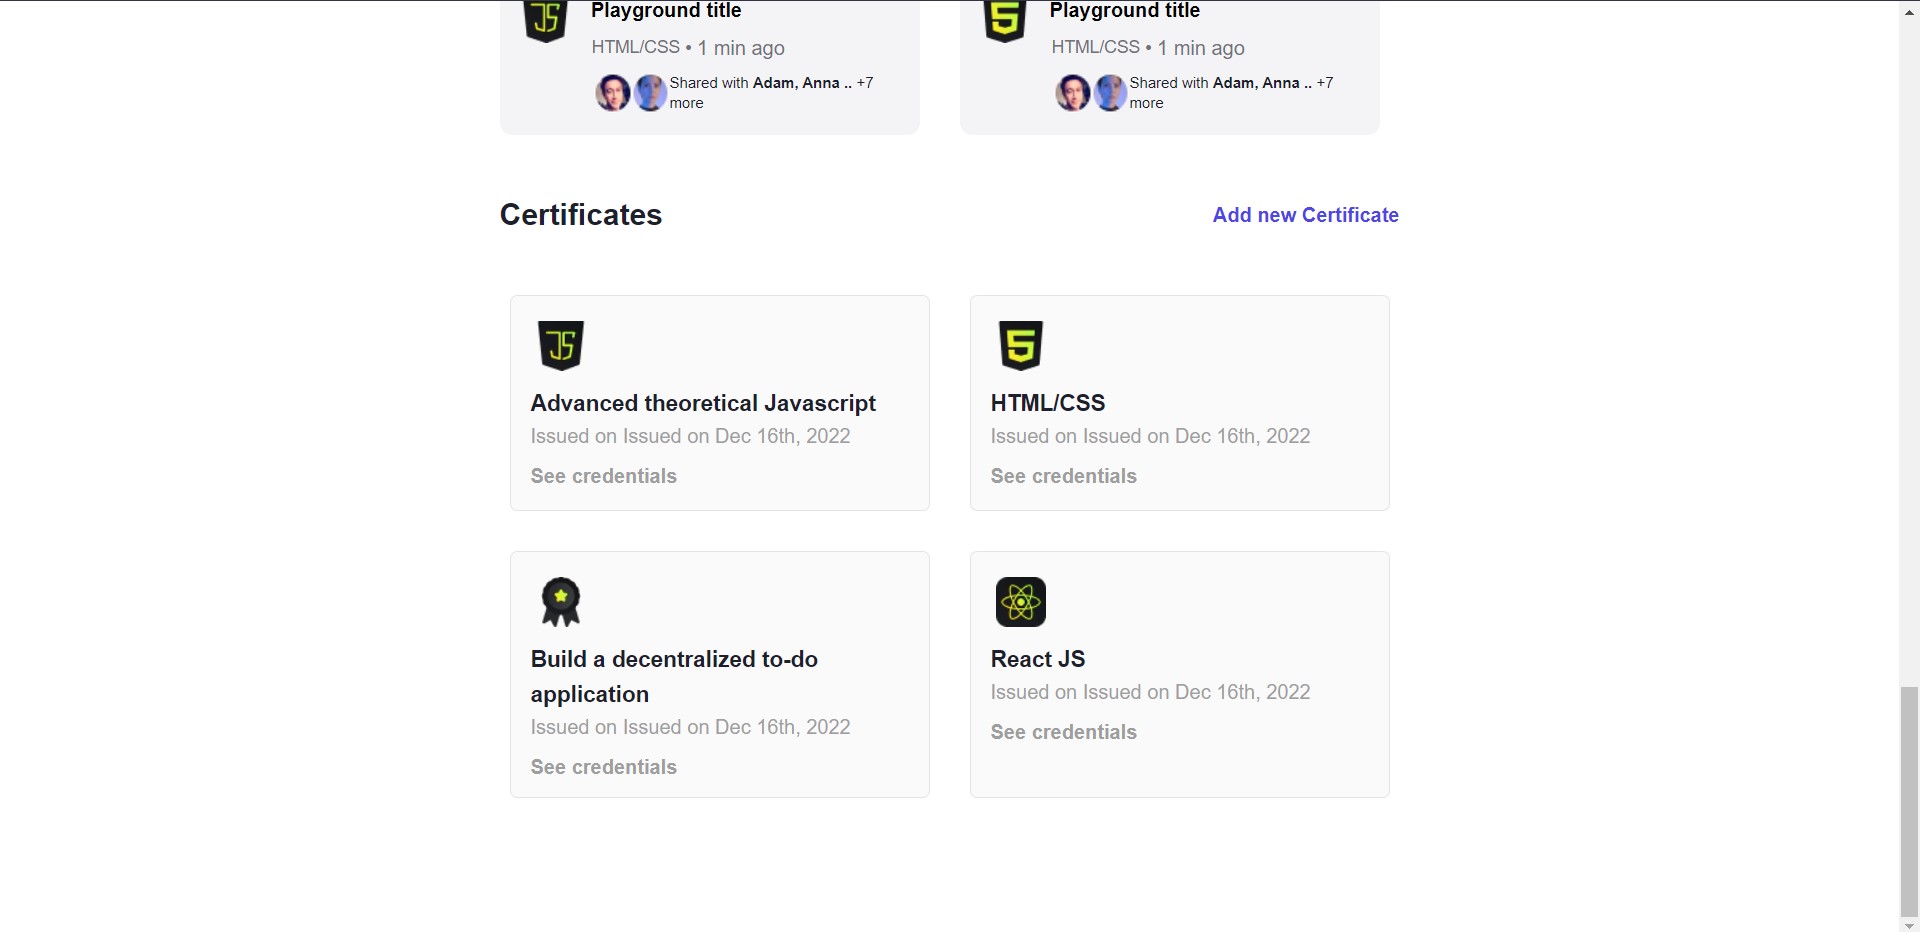 Playground title
HTML/CSS • 1 min ago
Shared with Adam, Anna .. +7
more
Playground title
HTML/CSS • 1 min ago
Shared with Adam, Anna .. +7
more
Certificates
Add new Certificate
JS
Advanced theoretical Javascript
Issued on Issued on Dec 16th, 2022
See credentials
5
HTML/CSS
Issued on Issued on Dec 16th, 2022
See credentials
Build a decentralized to-do
application
Issued on Issued on Dec 16th, 2022
See credentials
React JS
Issued on Issued on Dec 16th, 2022
See credentials